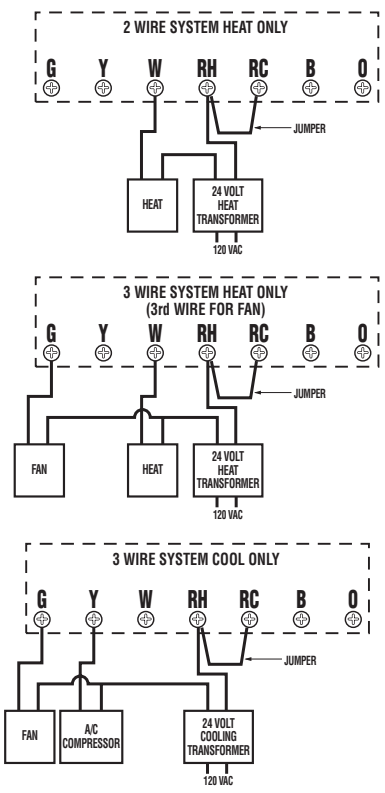 2 WIRE SYSTEM HEAT ONLY
G Y W RH RC B O
JUMPER
HEAT
24 VOLT
HEAT
TRANSFORMER
120 VAC
3 WIRE SYSTEM HEAT ONLY
(3rd WIRE FOR FAN)
G Y W RH RC B O
JUMPER
FAN
HEAT
24 VOLT
HEAT
TRANSFORMER
120 VAC
3 WIRE SYSTEM COOL ONLY
G Y W RH RC B O
JUMPER
FAN
A/C
COMPRESSOR
24 VOLT
COOLING
TRANSFORMER
120 VAC